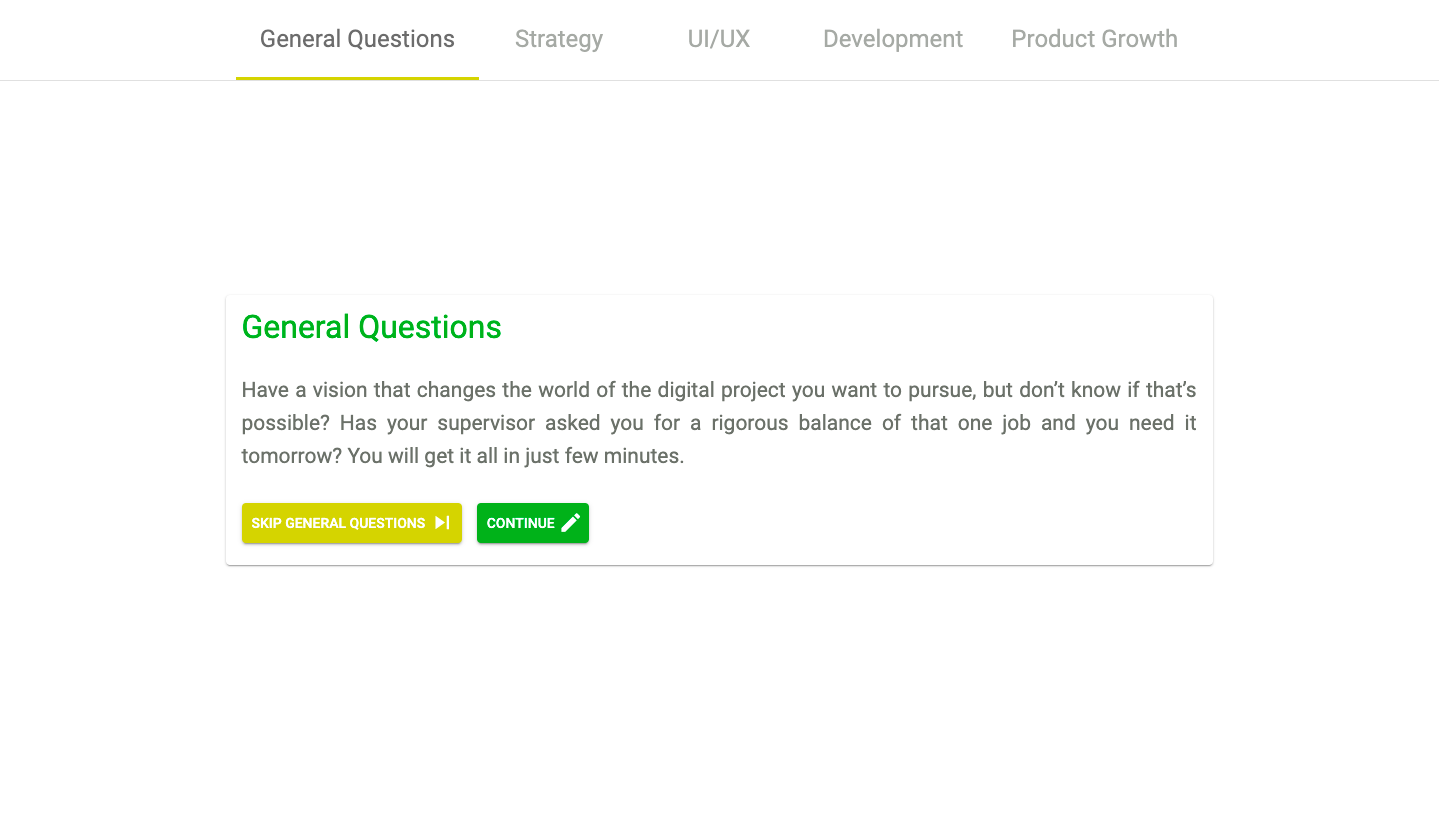 General Questions Strategy UI/UX Development Product Growth
General Questions
Have a vision that changes the world of the digital project you want to pursue, but don’t know if that’s
possible? Has your supervisor asked you for a rigorous balance of that one job and you need it
tomorrow? You will get it all in just few minutes.
SKIP GENERAL QUESTIONS CONTINUE